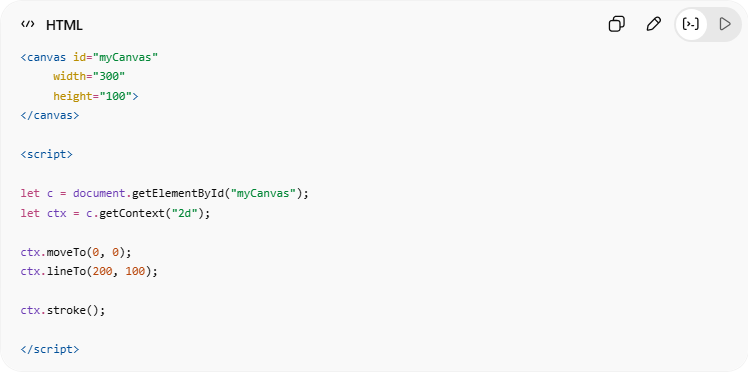 HTML
<canvas id="myCanvas"
width="300"
height="100">
</canvas>
<script>
let c = document.getElementById("myCanvas");
let ctx = c.getContext("2d");
ctx.moveTo(0, 0);
ctx.lineTo(200, 100);
ctx.stroke();
</script>